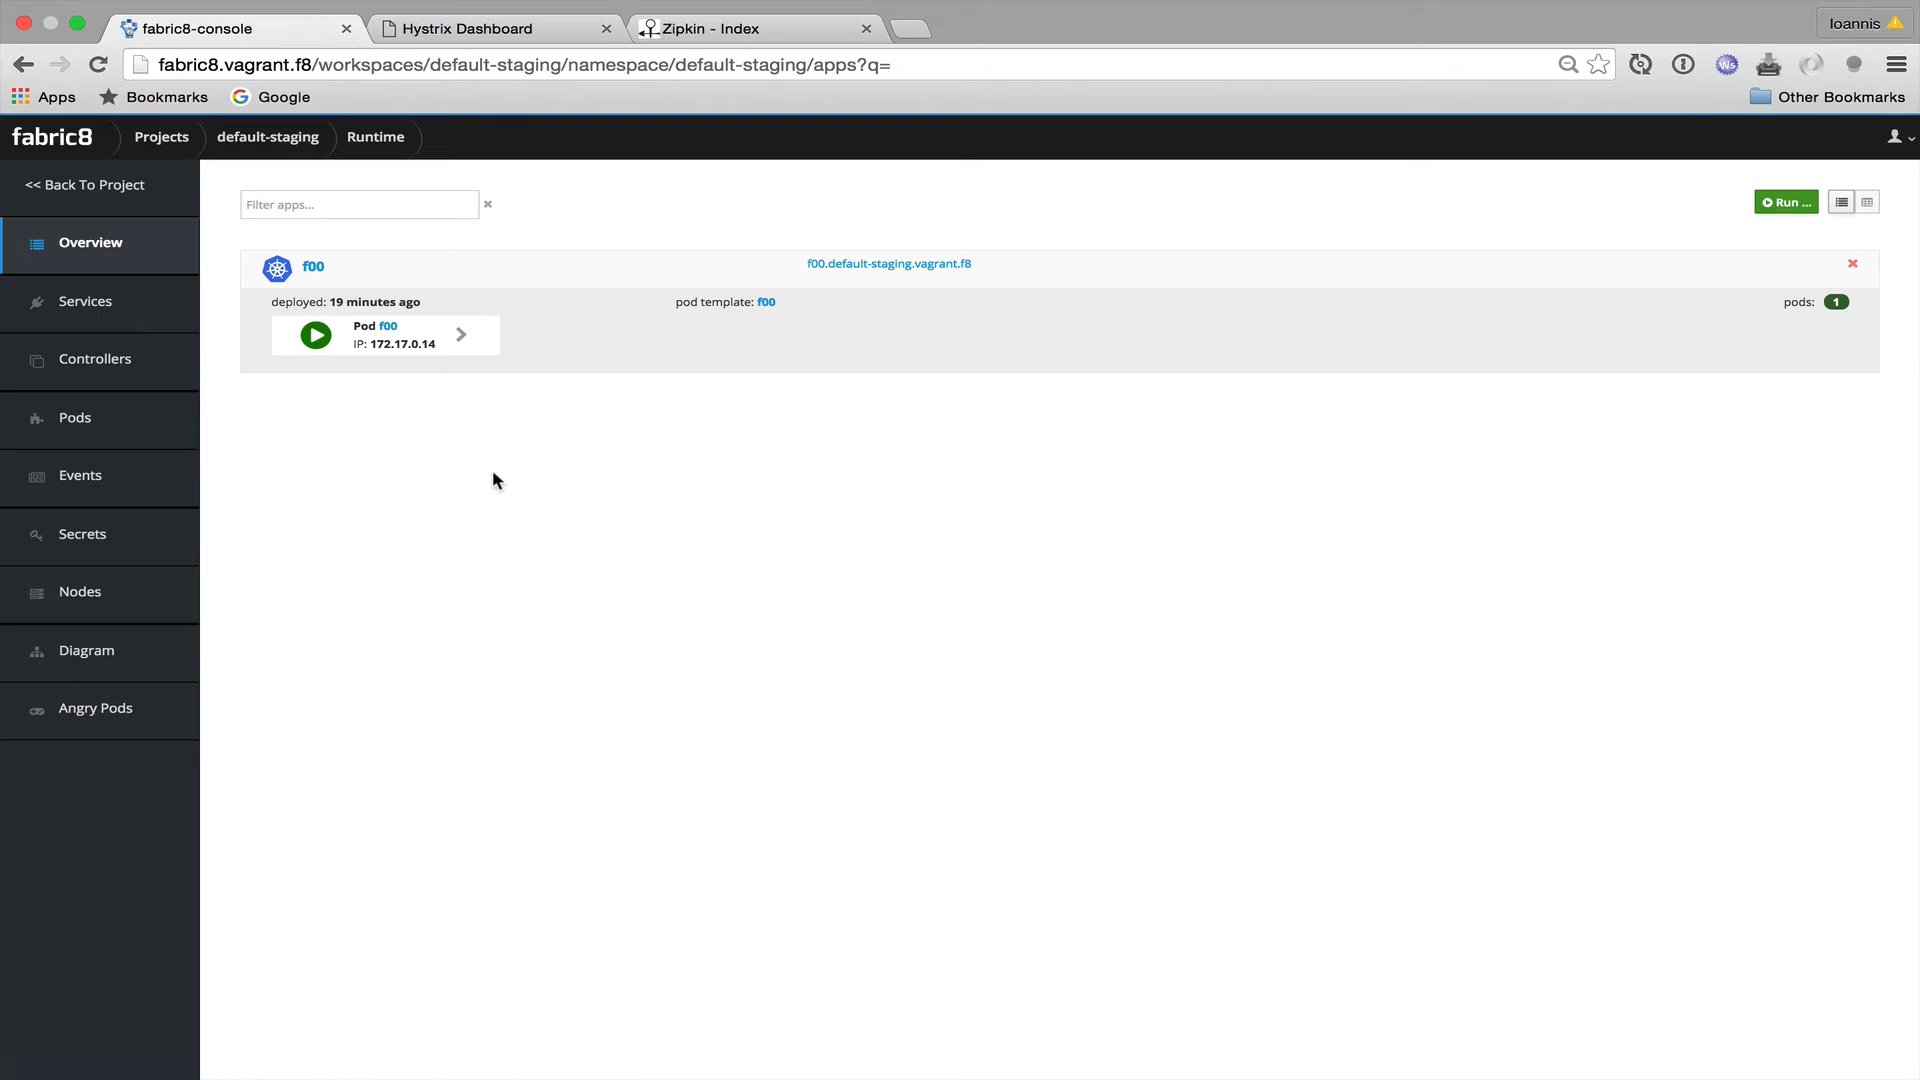 fabric8-console
Hystrix Dashboard
Zipkin - Index
Ioannis
fabric8.vagrant.f8/workspaces/default-staging/namespace/default-staging/apps?q=
Ws
Apps
Bookmarks
Google
Other Bookmarks
fabric8
Projects
default-staging
Runtime
<< Back To Project
Overview
Services
Controllers
Pods
Events
Secrets
Nodes
Diagram
Angry Pods
Filter apps...
Run ...
f00
f00.default-staging.vagrant.f8
deployed: 19 minutes ago
pod template: f00
pods: 1
Pod f00
IP: 172.17.0.14